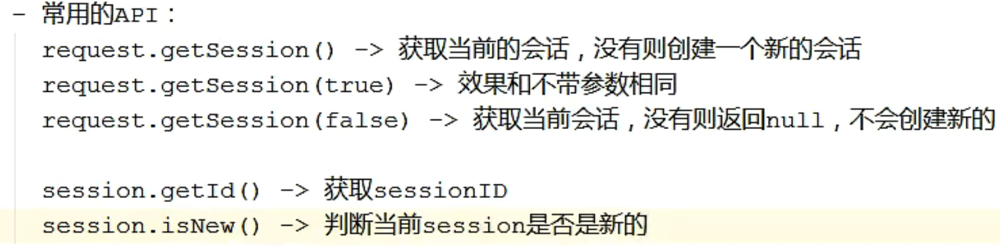 - 常用的API：
request.getSession() -> 获取当前的会话，没有则创建一个新的会话
request.getSession(true) -> 效果和不带参数相同
request.getSession(false) -> 获取当前会话，没有则返回null，不会创建新的
session.getId() -> 获取sessionID
session.isNew() -> 判断当前session是否是新的